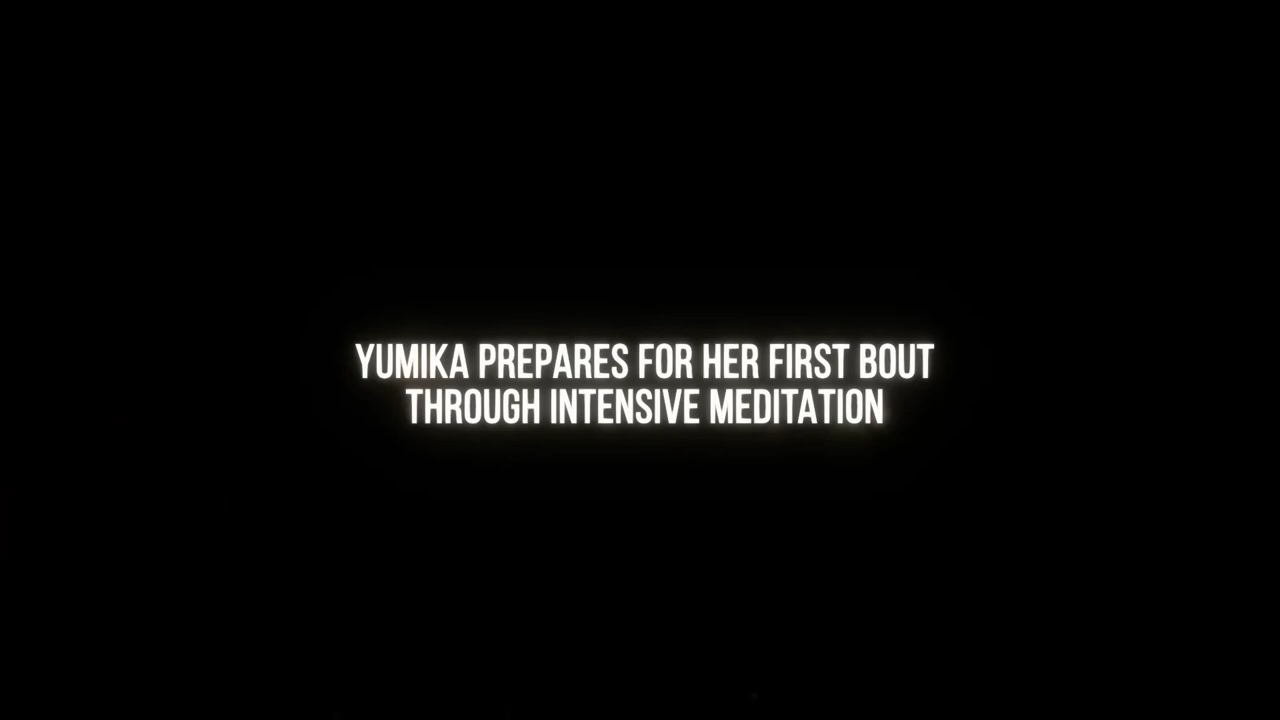 YUMIKA PREPARES FOR HER FIRST BOUT
THROUGH INTENSIVE MEDITATION